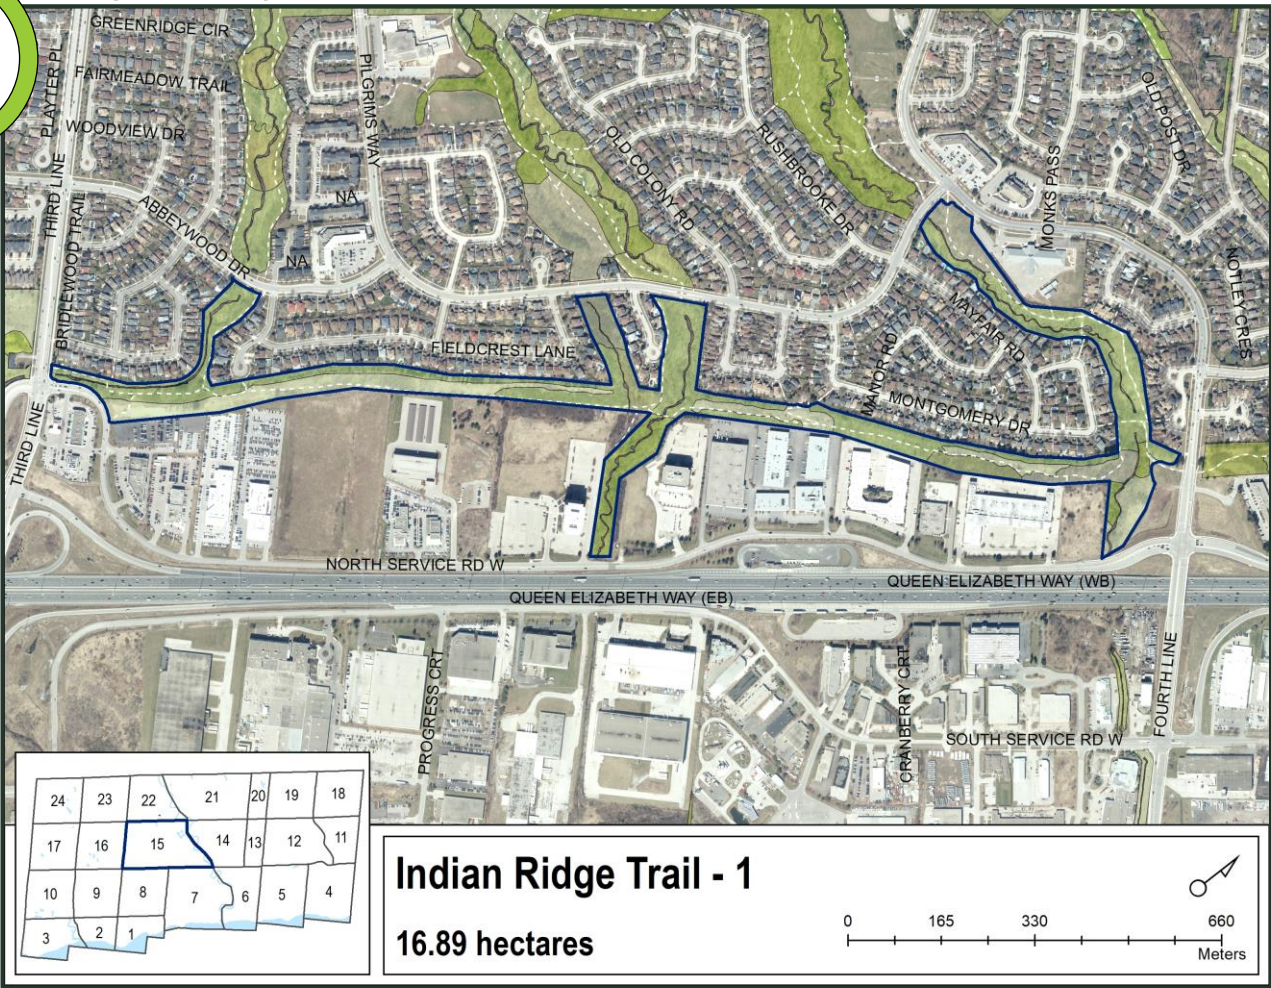 GREENRIDGE CIR
PLAYTER PL
FAIRMEADOW TRAIL
WOODVIEW DR
PILGRIMS WAY
THIRD LINE
BRIDLEWOOD TRAIL
ABBEYWOOD DR
NA
NA
OLD COLONY RD
RUSHBROOKE DR
MONKS PASS
OLD POST DR
NOTLEY CRES
FIELDCREST LANE
MAYFAIR RD
MANOR RD
MONTGOMERY DR
THIRD LINE
NORTH SERVICE RD W
QUEEN ELIZABETH WAY (WB)
QUEEN ELIZABETH WAY (EB)
PROGRESS CRT
CRANBERRY CRT
SOUTH SERVICE RD W
FOURTH LINE
24 23 22 21 20 19 18
17 16 15 14 13 12 11
10 9 8 7 6 5 4
3 2 1
Indian Ridge Trail - 1
16.89 hectares
0 165 330 660
Meters